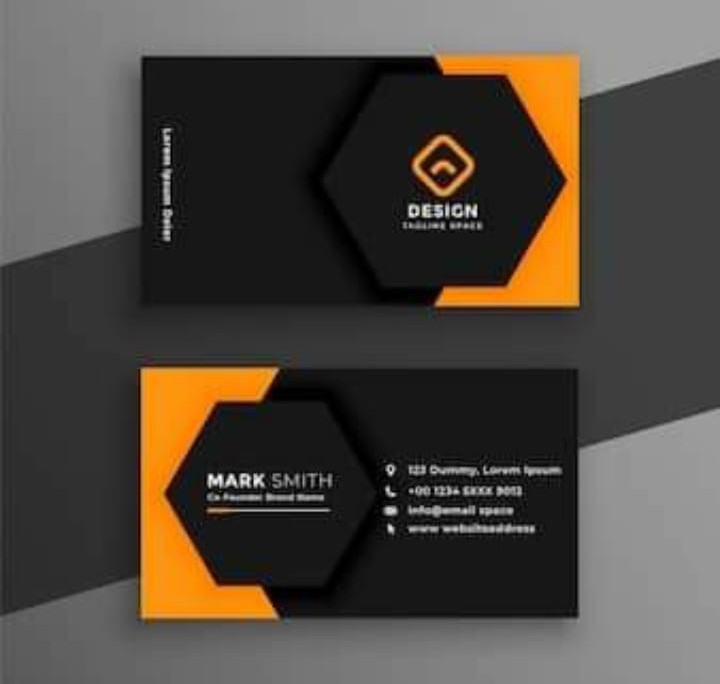 Lorem Ipsum Dolor
DESIGN
TAGLINE SPACE
MARK SMITH
Co-Founder Brand Name
123 Dummy, Lorem Ipsum
+00 1234 5XXX 9012
info@email space
www websiteaddress